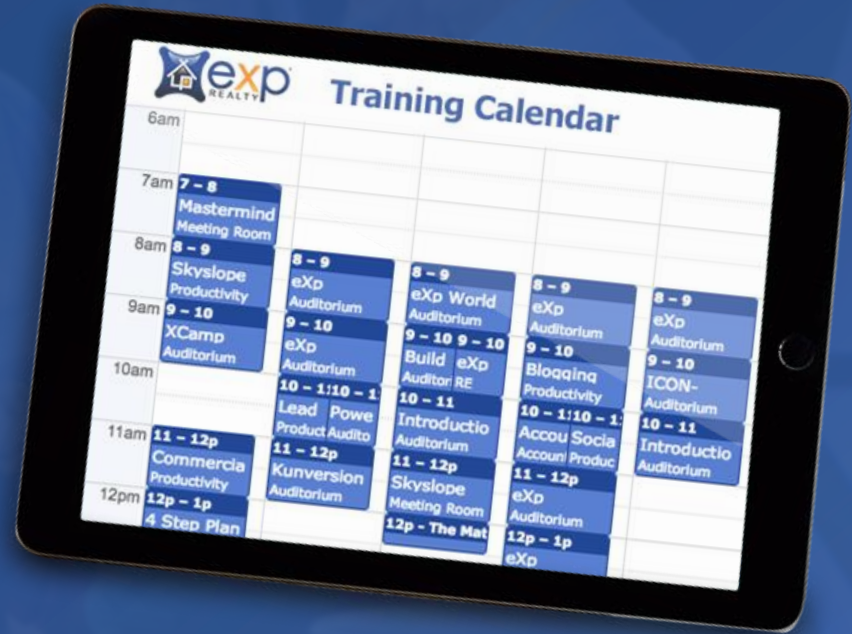 exp
REALTY
Training Calendar
6am
7am
8am
9am
10am
11am
12pm
7 – 8
Mastermind
Meeting Room
8 – 9
Skyslope
Productivity
9 – 10
XCamp
Auditorium
11 – 12p
Commercia
Productivity
12p – 1p
4 Step Plan
8 – 9
eXp
Auditorium
9 – 10
eXp
Auditorium
10 – 1:
Lead
Product
10 – 1
Powe
Audito
11 – 12p
Kunversion
Auditorium
8 – 9
eXp World
Auditorium
9 – 10
Build
Auditor
9 – 10
eXp
RE
10 – 11
Introductio
Auditorium
11 – 12p
Skyslope
Meeting Room
12p - The Mat
8 – 9
eXp
Auditorium
9 – 10
Blogging
Productivity
10 – 1:
Accou
Accoun
10 – 1:
Socia
Produc
11 – 12p
eXp
Auditorium
12p – 1p
eXp
8 – 9
eXp
Auditorium
9 – 10
ICON-
Auditorium
10 – 11
Introductio
Auditorium